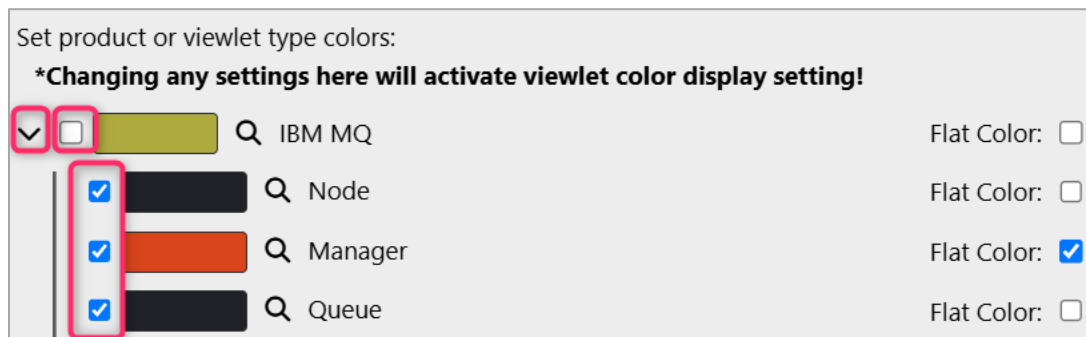 Set product or viewlet type colors:
*Changing any settings here will activate viewlet color display setting!
IBM MQ Flat Color:
Node Flat Color:
Manager Flat Color:
Queue Flat Color: